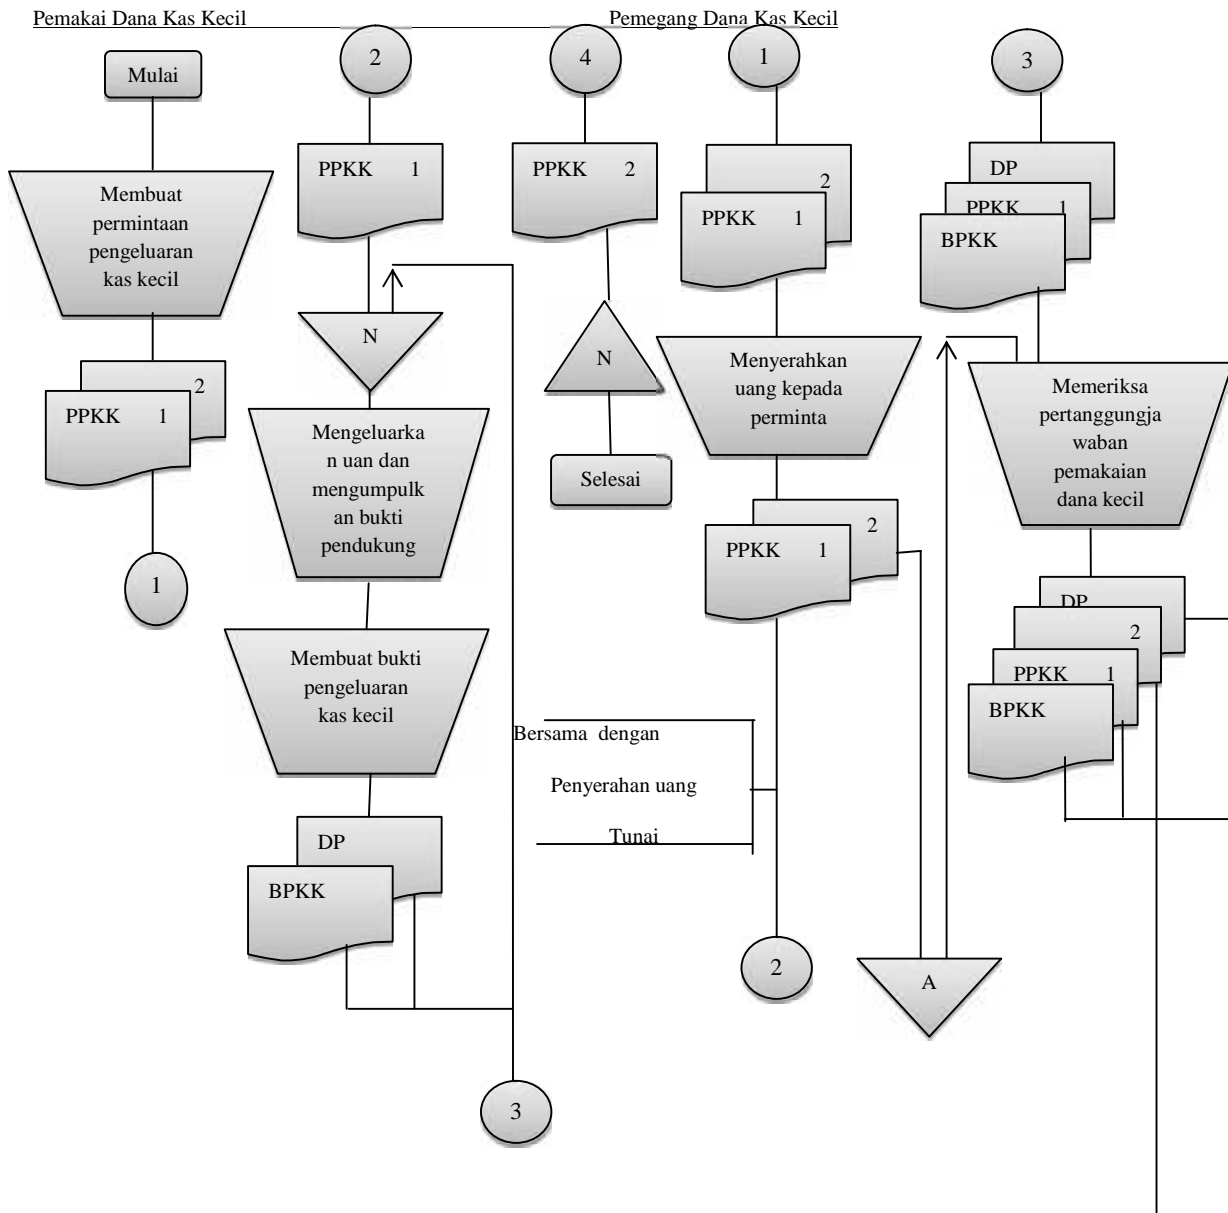 Pemakai Dana Kas Kecil
Pemegang Dana Kas Kecil
Mulai
Membuat
permintaan
pengeluaran
kas kecil
2
PPKK 1
1
2
PPKK 1
N
Mengeluarka
n uan dan
mengumpulk
an bukti
pendukung
Membuat bukti
pengeluaran
kas kecil
DP
BPKK
3
4
PPKK 2
N
Selesai
1
2
PPKK 1
Menyerahkan
uang kepada
perminta
2
PPKK 1
Bersama dengan
Penyerahan uang
Tunai
2
A
3
DP
PPKK 1
BPKK
Memeriksa
pertanggungja
waban
pemakaian
dana kecil
DP
2
PPKK 1
BPKK